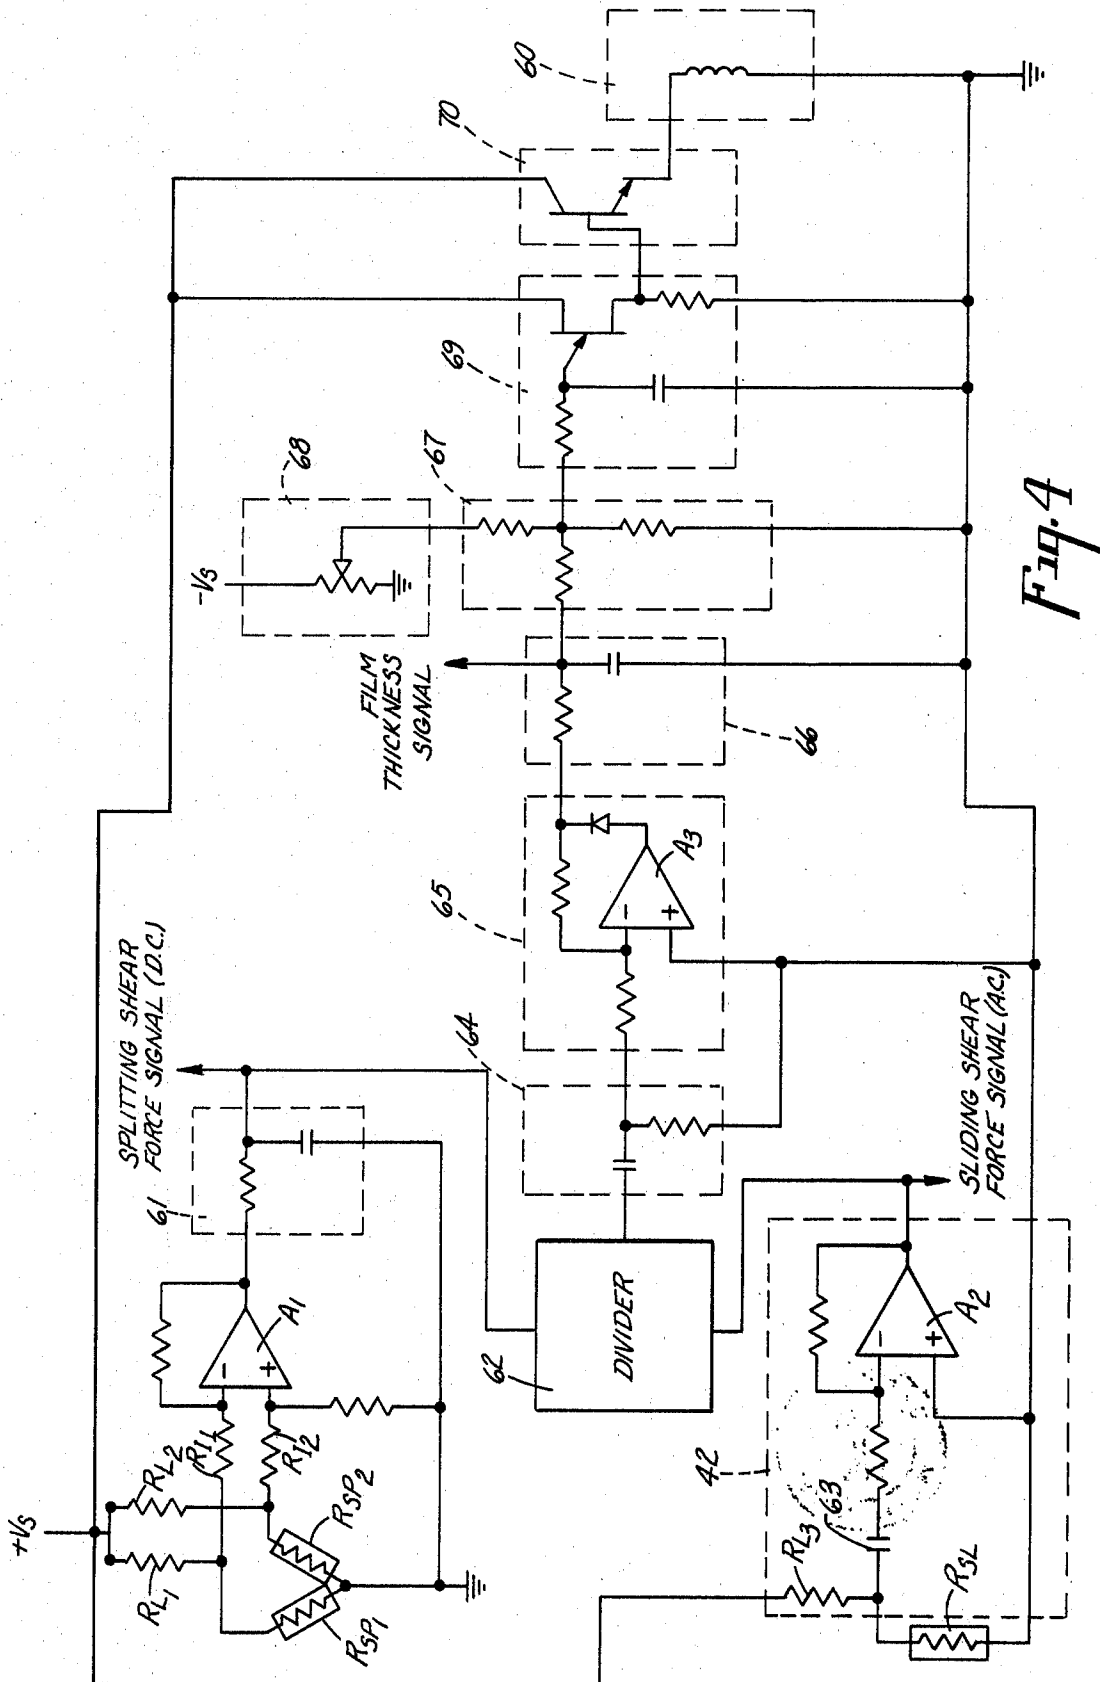 +VS
RL1
RL2
RI1
RI2
RSP1
RSP2
A1
61
SPLITTING SHEAR
FORCE SIGNAL (D.C.)
62
DIVIDER
64
65
A3
66
FILM
THICKNESS
SIGNAL
67
68
-VS
69
70
60
42
RL3
63
RSL
A2
SLIDING SHEAR
FORCE SIGNAL (A.C.)
Fig. 4